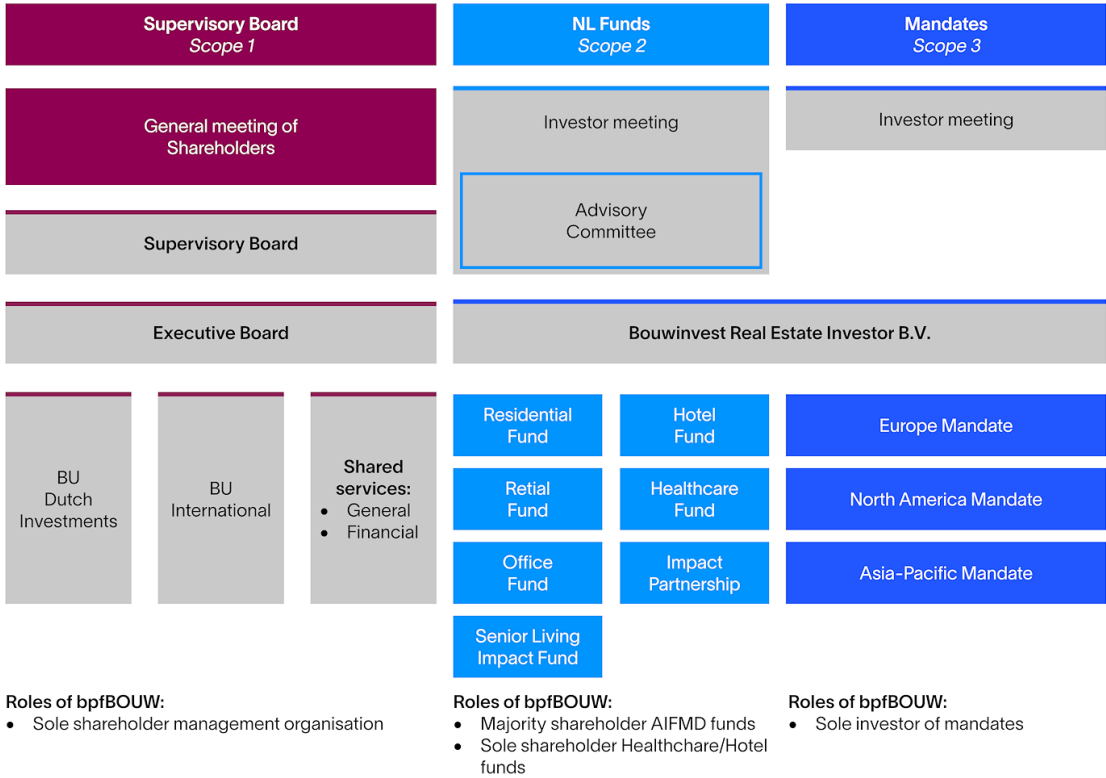 Supervisory Board
Scope 1
General meeting of
Shareholders
Supervisory Board
Executive Board
BU
Dutch
Investments
BU
International
Shared
services:
• General
• Financial
Roles of bpfBOUW:
• Sole shareholder management organisation
NL Funds
Scope 2
Investor meeting
Advisory
Committee
Mandates
Scope 3
Investor meeting
Bouwinvest Real Estate Investor B.V.
Residential
Fund
Hotel
Fund
Retial
Fund
Healthcare
Fund
Office
Fund
Impact
Partnership
Senior Living
Impact Fund
Roles of bpfBOUW:
• Majority shareholder AIFMD funds
• Sole shareholder Healthchare/Hotel
funds
Europe Mandate
North America Mandate
Asia-Pacific Mandate
Roles of bpfBOUW:
• Sole investor of mandates